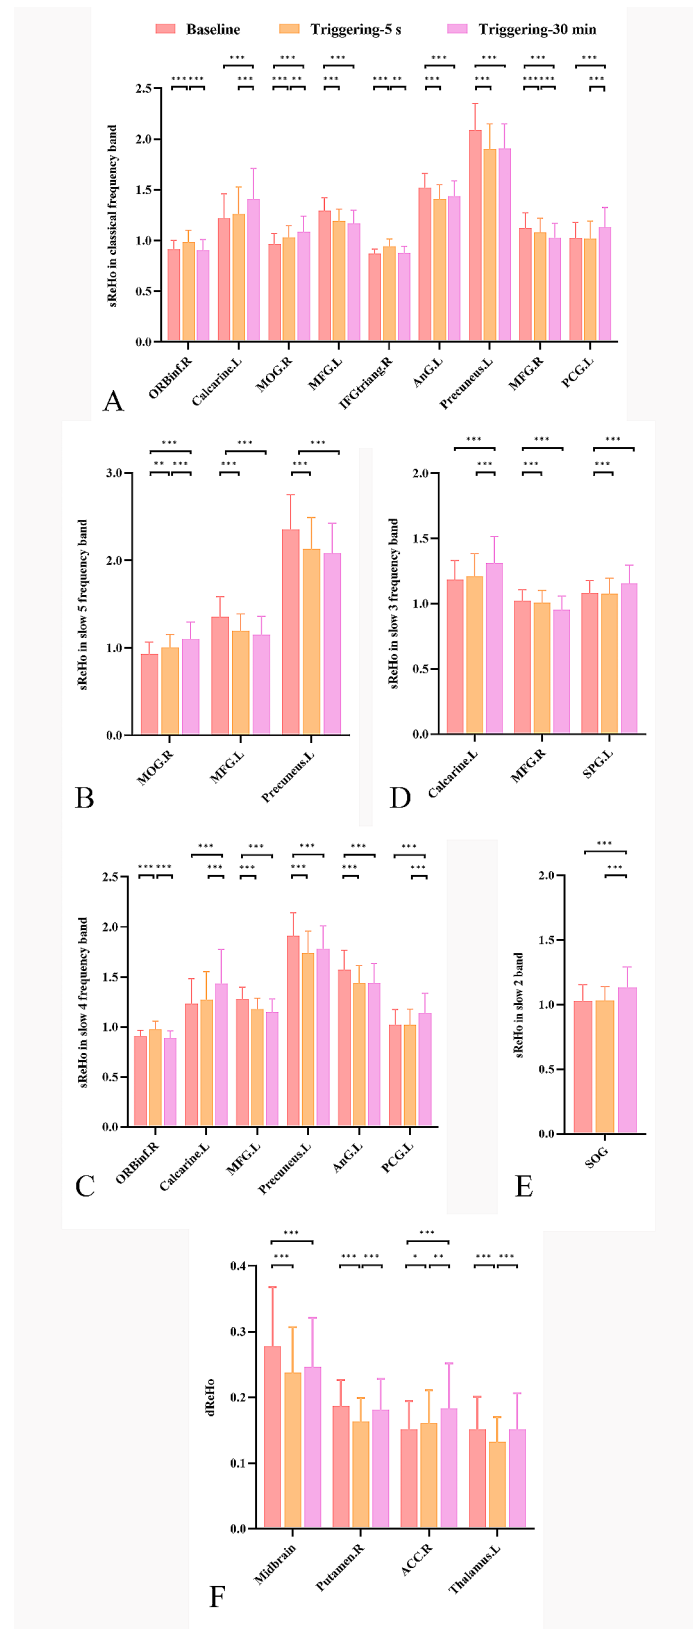 Baseline Triggering-5 s Triggering-30 min
*** *** *** *** *** *** ***
*** *** *** *** ** *** *** ** *** *** *** *** ***
sReHo in classical frequency band
2.5
2.0
1.5
1.0
0.5
0.0
ORBinf.R Calcarine.L MOG.R MFG.L IFGtriang.R AnG.L Precuneus.L MFG.R PCG.L
A
*** *** ***
** *** *** ***
sReHo in slow 5 frequency band
3.0
2.0
1.0
0.0
MOG.R MFG.L Precuneus.L
B
*** *** ***
*** *** ***
sReHo in slow 3 frequency band
2.0
1.5
1.0
0.5
0.0
Calcarine.L MFG.R SPG.L
D
*** *** *** *** ***
*** *** *** *** *** *** ***
sReHo in slow 4 frequency band
2.5
2.0
1.5
1.0
0.5
0.0
ORBinf.R Calcarine.L MFG.L Precuneus.L AnG.L PCG.L
C
***
***
sReHo in slow 2 band
2.0
1.5
1.0
0.5
0.0
SOG
E
*** ***
*** *** *** * ** *** ***
dReHo
0.4
0.3
0.2
0.1
0.0
Midbrain Putamen.R ACC.R Thalamus.L
F